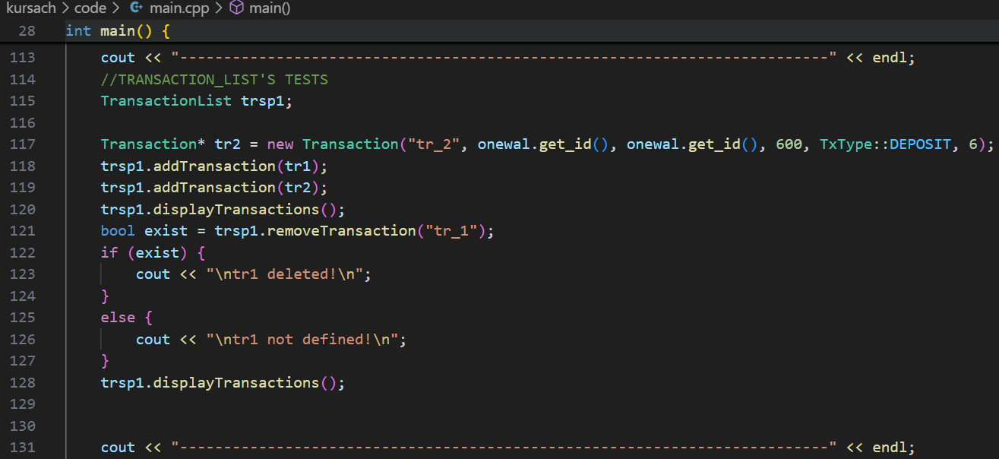 kursach > code > main.cpp > main()
28 int main() {
113 cout << "--------------------------------------------------------------------------" << endl;
114 //TRANSACTION_LIST'S TESTS
115 TransactionList trsp1;
116
117 Transaction* tr2 = new Transaction("tr_2", onewal.get_id(), onewal.get_id(), 600, TxType::DEPOSIT, 6);
118 trsp1.addTransaction(tr1);
119 trsp1.addTransaction(tr2);
120 trsp1.displayTransactions();
121 bool exist = trsp1.removeTransaction("tr_1");
122 if (exist) {
123 cout << "\ntr1 deleted!\n";
124 }
125 else {
126 cout << "\ntr1 not defined!\n";
127 }
128 trsp1.displayTransactions();
129
130
131 cout << "--------------------------------------------------------------------------" << endl;